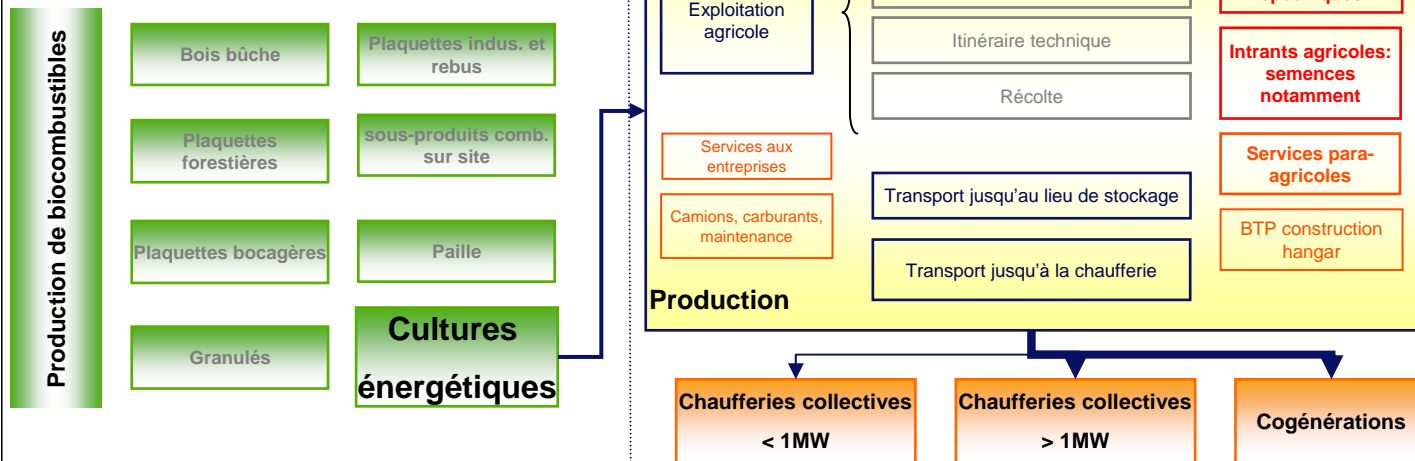 Production de biocombustibles
Bois bûche
Plaquettes indus. et
rebus
Plaquettes
forestières
sous-produits comb.
sur site
Plaquettes bocagères
Paille
Granulés
Cultures
énergétiques
Exploitation
agricole
Itinéraire technique
Récolte
Intrants agricoles:
semences
notamment
Services aux
entreprises
Camions, carburants,
maintenance
Transport jusqu'au lieu de stockage
Transport jusqu'à la chaufferie
Services para-
agricoles
BTP construction
hangar
Production
Chaufferies collectives
< 1MW
Chaufferies collectives
> 1MW
Cogénérations